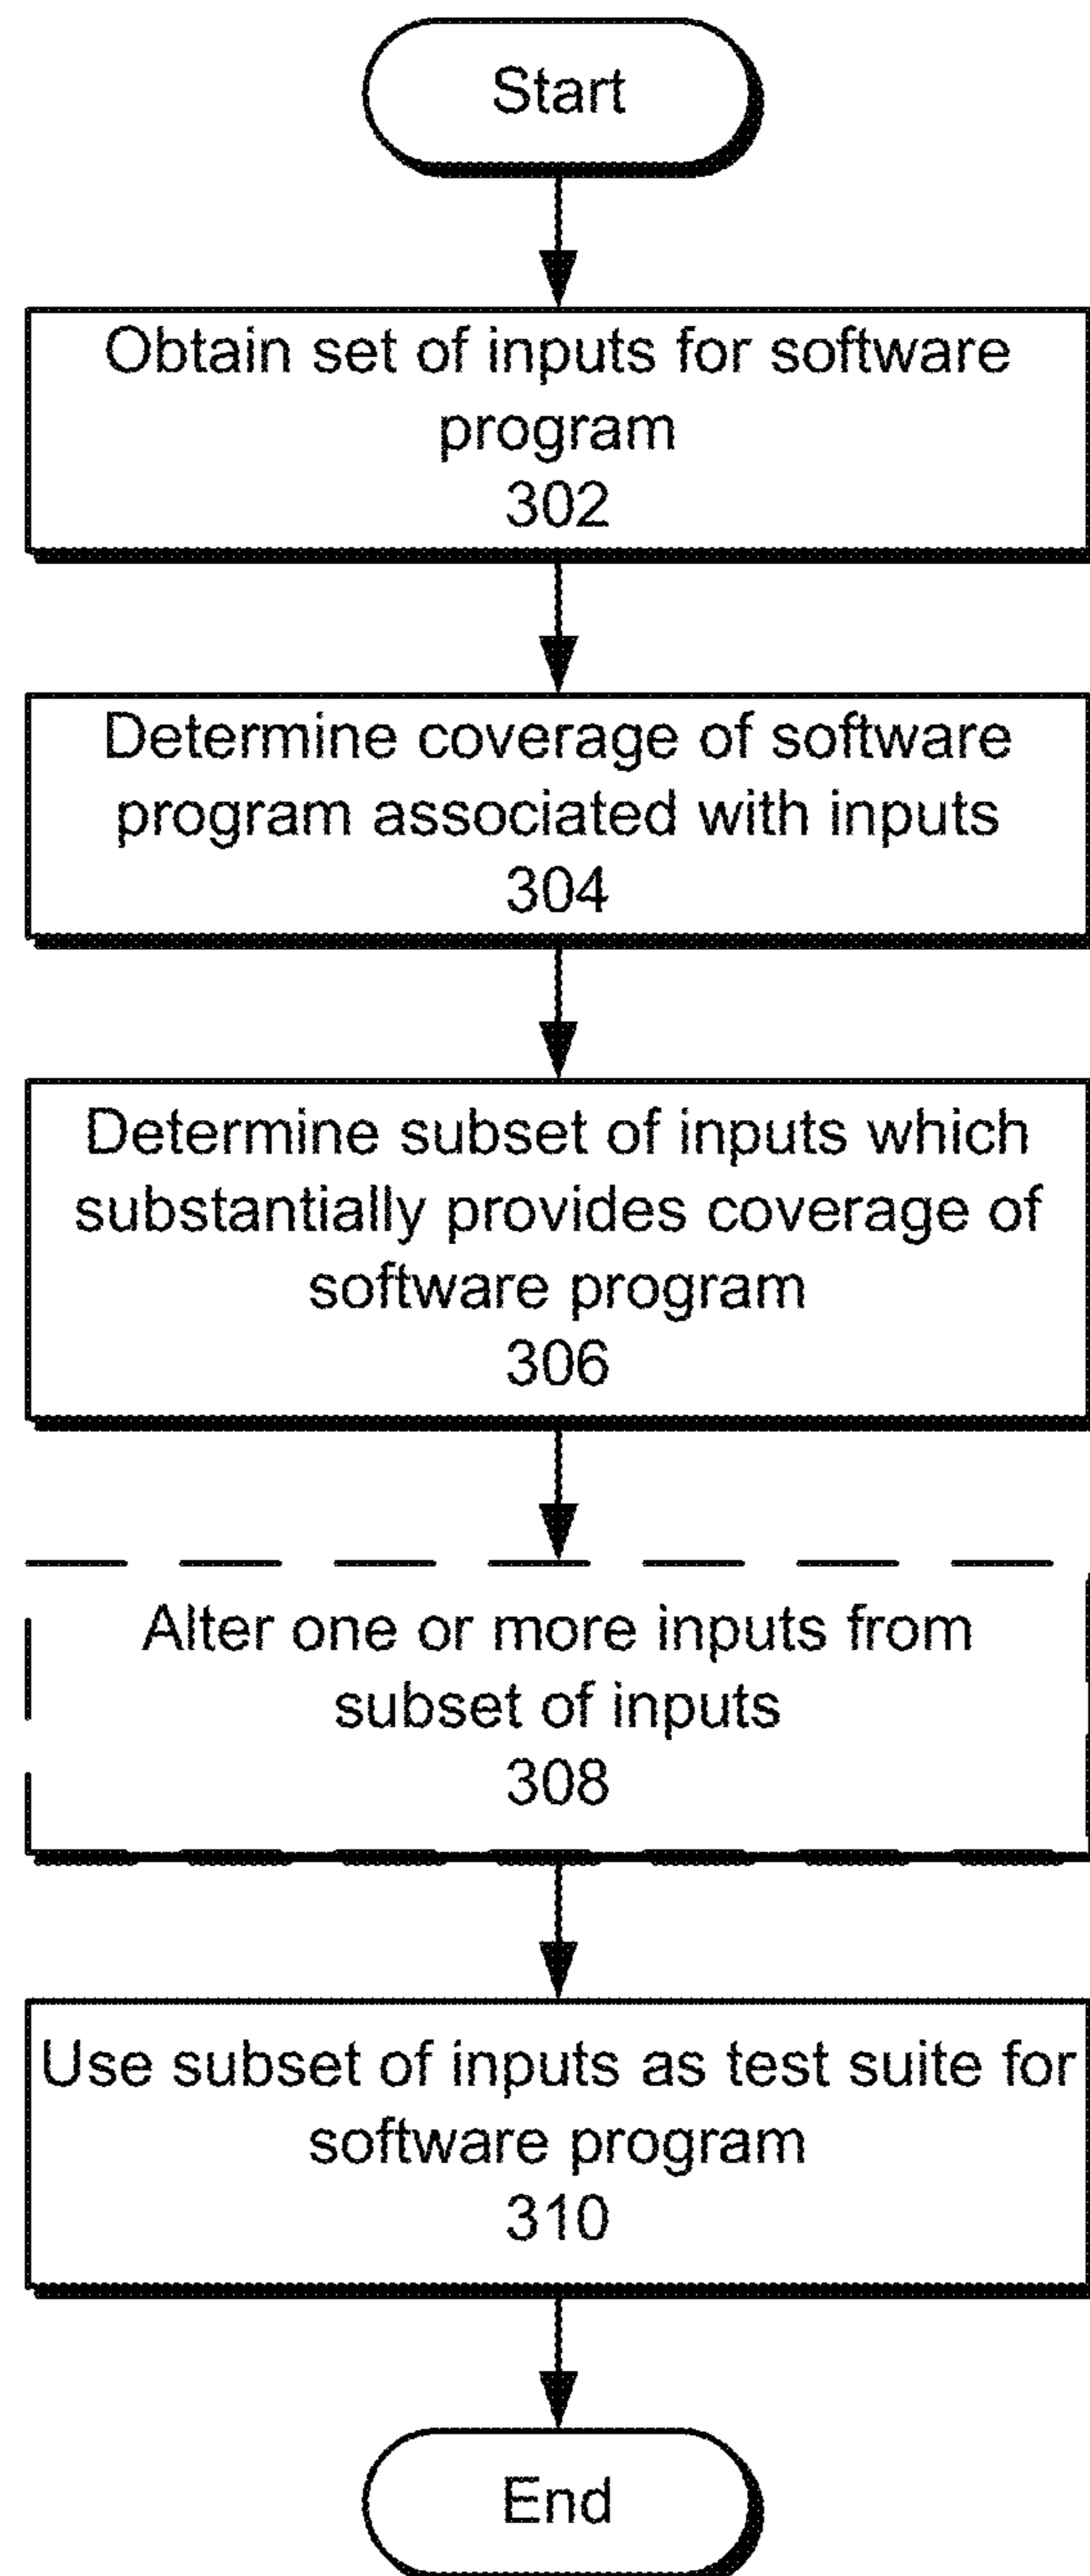 Start
Obtain set of inputs for software
program
302
Determine coverage of software
program associated with inputs
304
Determine subset of inputs which
substantially provides coverage of
software program
306
Alter one or more inputs from
subset of inputs
308
Use subset of inputs as test suite for
software program
310
End